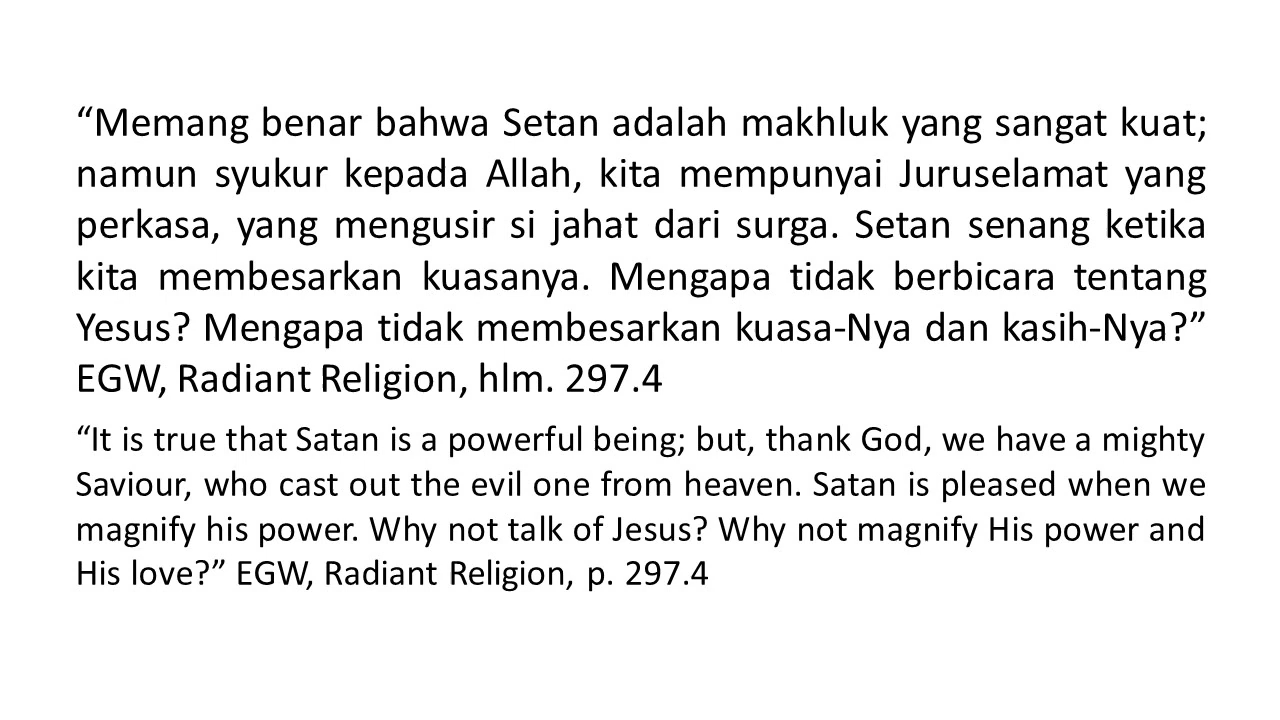 “Memang benar bahwa Setan adalah makhluk yang sangat kuat;
namun syukur kepada Allah, kita mempunyai Juruselamat yang
perkasa, yang mengusir si jahat dari surga. Setan senang ketika
kita membesarkan kuasanya. Mengapa tidak berbicara tentang
Yesus? Mengapa tidak membesarkan kuasa-Nya dan kasih-Nya?”
EGW, Radiant Religion, hlm. 297.4
“It is true that Satan is a powerful being; but, thank God, we have a mighty
Saviour, who cast out the evil one from heaven. Satan is pleased when we
magnify his power. Why not talk of Jesus? Why not magnify His power and
His love?” EGW, Radiant Religion, p. 297.4